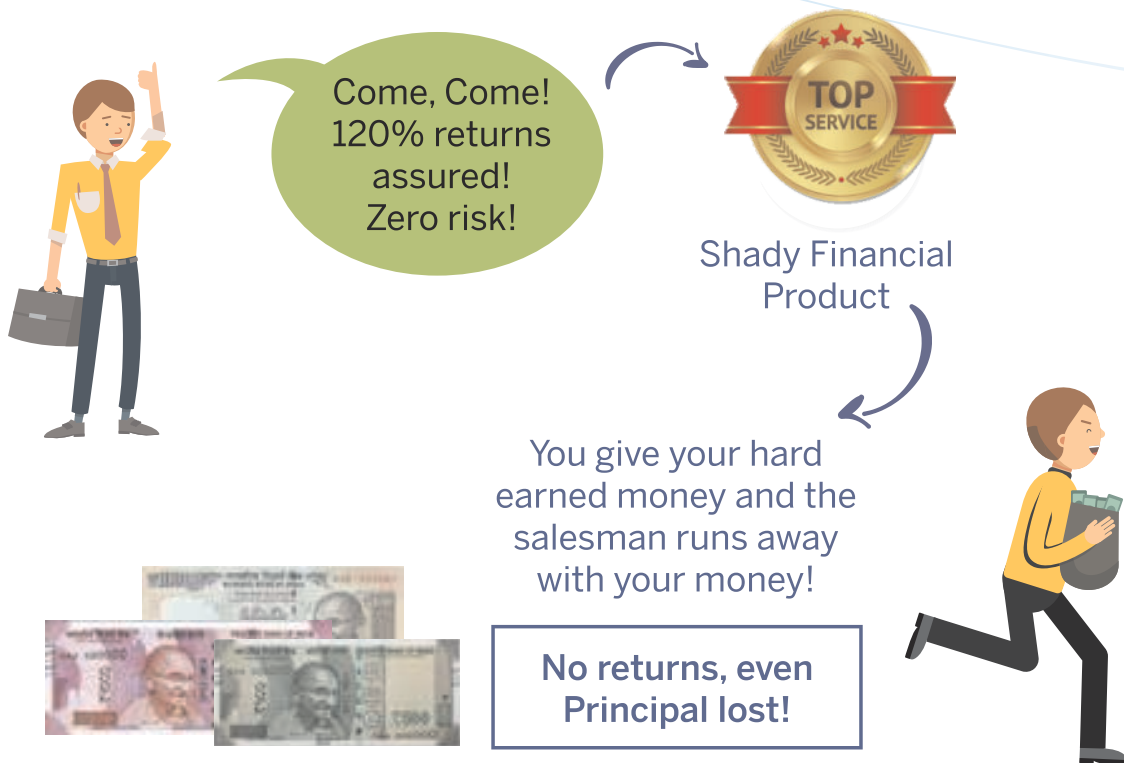 Come, Come!
120% returns
assured!
Zero risk!
TOP
SERVICE
Shady Financial
Product
You give your hard
earned money and the
salesman runs away
with your money!
No returns, even
Principal lost!